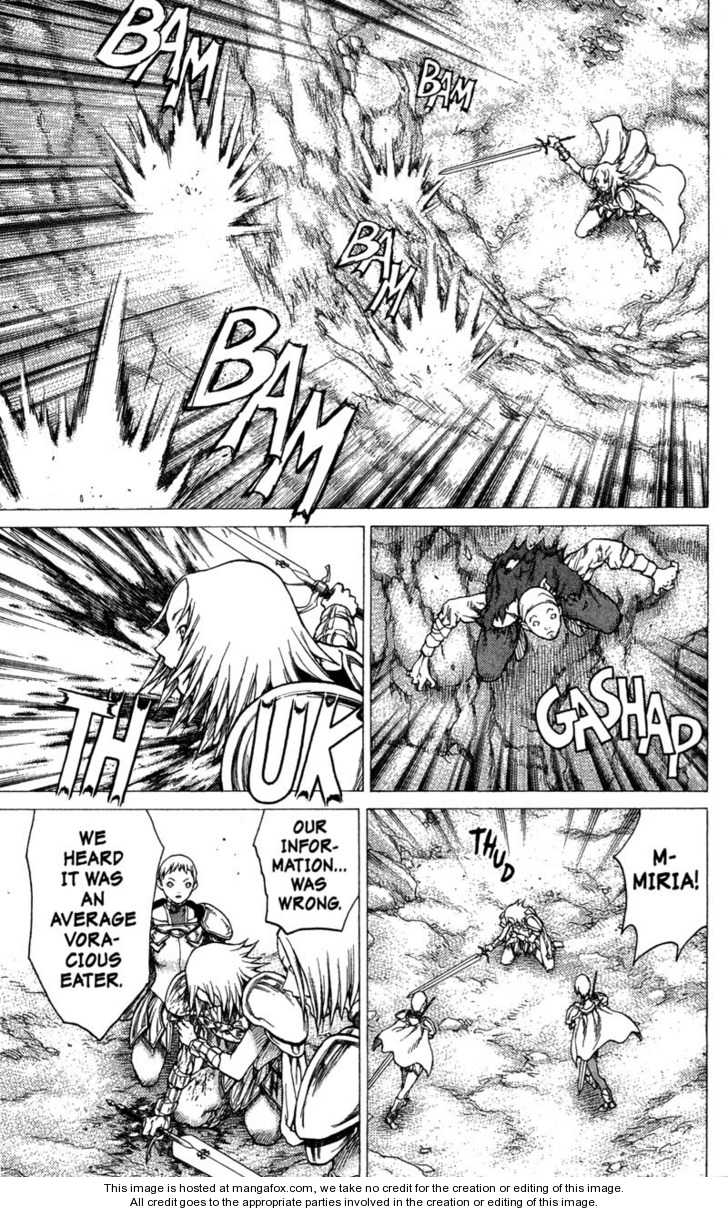 BAM
BAM
BAM
BAM
GASHAP
THUK
M-
MIRIA!
THUD
OUR
INFOR-
MATION...
WAS
WRONG.
WE
HEARD
IT WAS
AN
AVERAGE
VORA-
CIOUS
EATER.
This image is hosted at mangafox.com, we take no credit for the creation or editing of this image.
All credit goes to the appropriate parties involved in the creation or editing of this image.